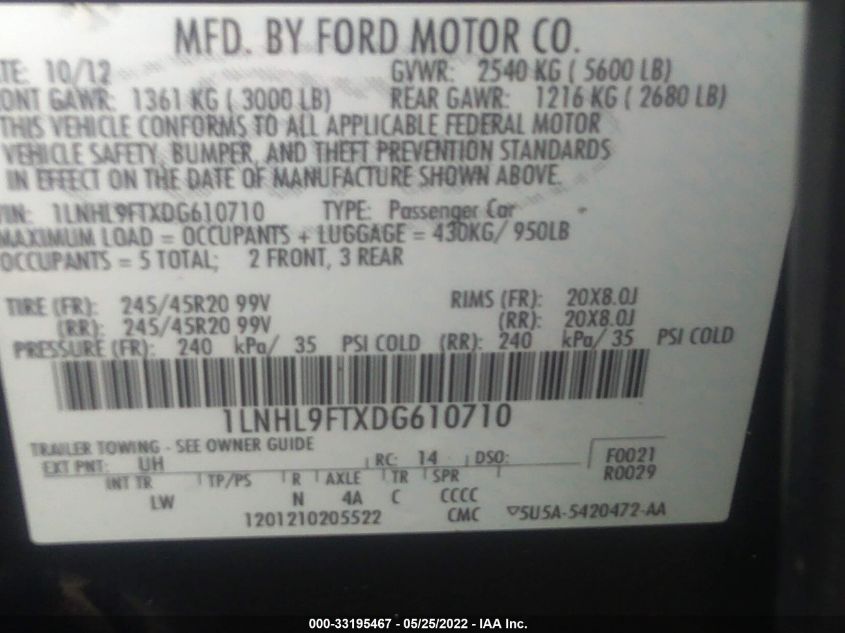 MFD. BY FORD MOTOR CO.
TE: 10/12 GVWR: 2540 KG ( 5600 LB)
ONT GAWR: 1361 KG ( 3000 LB) REAR GAWR: 1216 KG ( 2680 LB)
THIS VEHICLE CONFORMS TO ALL APPLICABLE FEDERAL MOTOR
VEHICLE SAFETY, BUMPER, AND THEFT PREVENTION STANDARDS
IN EFFECT ON THE DATE OF MANUFACTURE SHOWN ABOVE.
VIN: 1LNHL9FTXDG610710 TYPE: Passenger Car
MAXIMUM LOAD = OCCUPANTS + LUGGAGE = 430KG/ 950LB
OCCUPANTS = 5 TOTAL; 2 FRONT, 3 REAR
TIRE (FR): 245/45R20 99V RIMS (FR): 20X8.0J
(RR): 245/45R20 99V (RR): 20X8.0J
PRESSURE (FR): 240 kPa/ 35 PSI COLD (RR): 240 kPa/ 35 PSI COLD
1LNHL9FTXDG610710
TRAILER TOWING - SEE OWNER GUIDE
EXT PNT: UH RC: 14 DSO: F0021
R0029
INT TR TP/PS R AXLE TR SPR
LW N 4A C CCCC
1201210205522 CMC ▽5U5A-5420472-AA
000-33195467 - 05/25/2022 - IAA Inc.